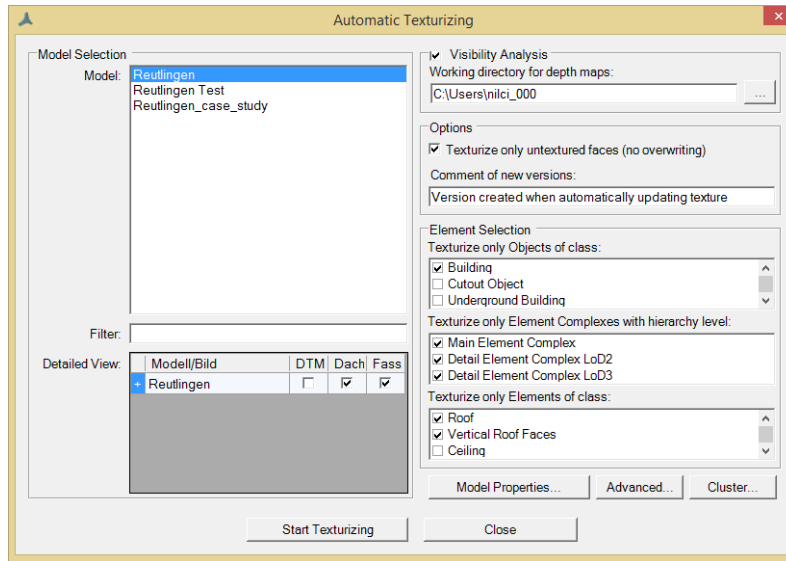 Automatic Texturizing
Model Selection
Model:
Reutlingen
Reutlingen Test
Reutlingen_case_study
Filter:
Detailed View:
Modell/Bild DTM Dach Fass
+ Reutlingen
Visibility Analysis
Working directory for depth maps:
C:\Users\nilci_000
...
Options
Texturize only untextured faces (no overwriting)
Comment of new versions:
Version created when automatically updating texture
Element Selection
Texturize only Objects of class:
Building
Cutout Object
Underground Building
Texturize only Element Complexes with hierarchy level:
Main Element Complex
Detail Element Complex LoD2
Detail Element Complex LoD3
Texturize only Elements of class:
Roof
Vertical Roof Faces
Ceiling
Model Properties... Advanced... Cluster...
Start Texturizing Close